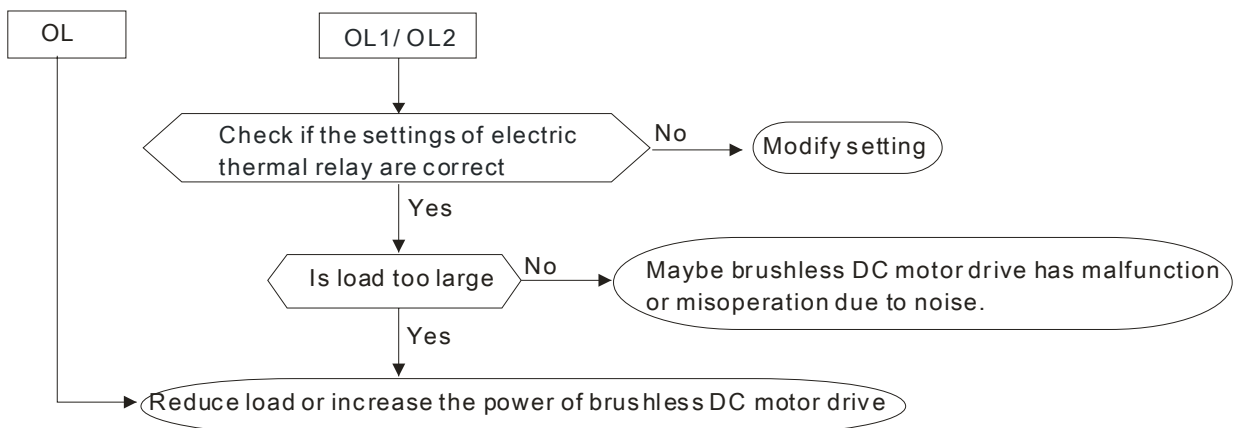 OL
OL1/ OL2
Check if the settings of electric
thermal relay are correct
No
Modify setting
Yes
Is load too large
No
Maybe brushless DC motor drive has malfunction
or misoperation due to noise.
Yes
Reduce load or increase the power of brushless DC motor drive